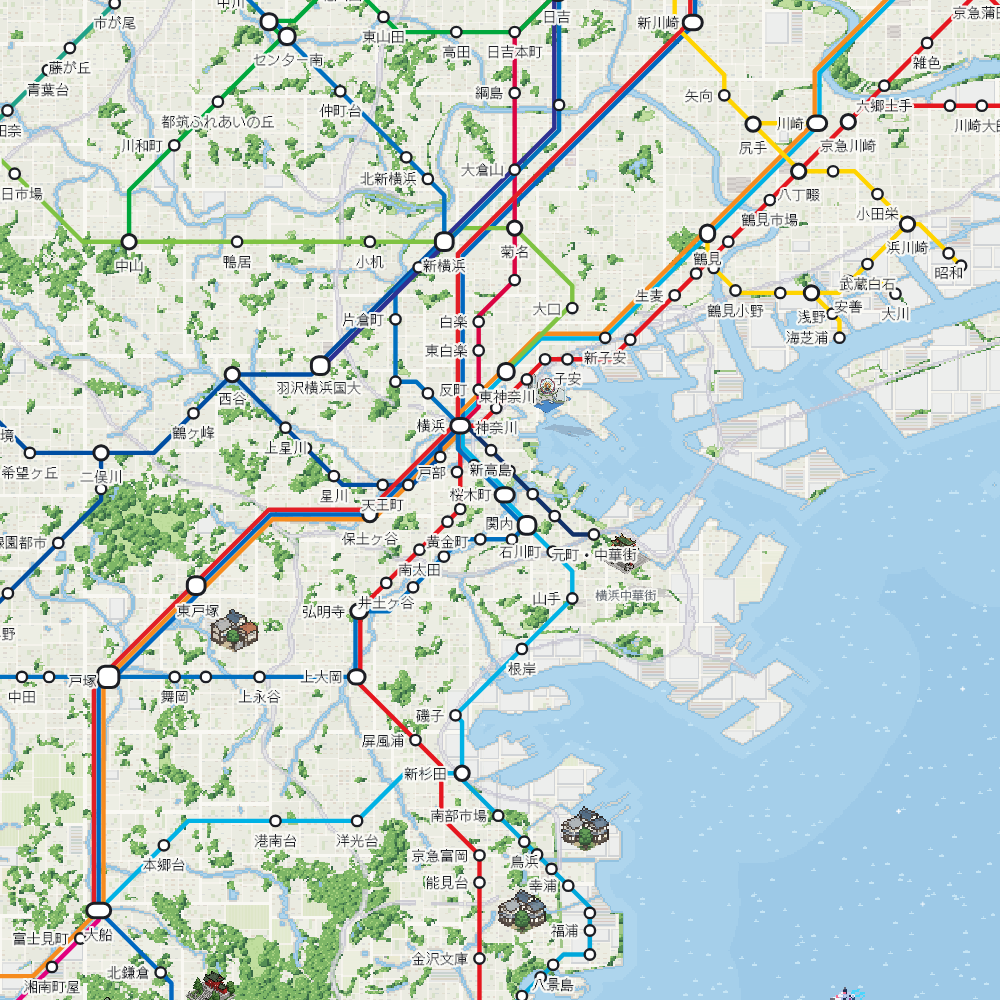 中川
日吉
新川崎
京急蒲田
市が尾
東山田
高田
日吉本町
センター南
雑色
藤が丘
青葉台
綱島
矢向
仲町台
六郷土手
都筑ふれあいの丘
川崎
川崎大師
田奈
川和町
尻手
京急川崎
大倉山
北新横浜
八丁畷
日市場
小田栄
鶴見市場
浜川崎
菊名
中山
鴨居
小机
新横浜
鶴見
昭和
武蔵白石
生麦
大口
鶴見小野
浅野
安善
大川
片倉町
白楽
海芝浦
東白楽
新子安
羽沢横浜国大
反町
子安
東神奈川
西谷
横浜
神奈川
鶴ヶ峰
境
上星川
希望ヶ丘
二俣川
戸部
新高島
星川
桜木町
天王町
関内
保土ヶ谷
緑園都市
黄金町
石川町
元町・中華街
南太田
横浜中華街
東戸塚
弘明寺
井土ヶ谷
山手
野
根岸
戸塚
中田
舞岡
上永谷
上大岡
磯子
屏風浦
新杉田
南部市場
港南台
洋光台
京急富岡
鳥浜
本郷台
能見台
幸浦
富士見町
大船
福浦
金沢文庫
北鎌倉
湘南町屋
八景島